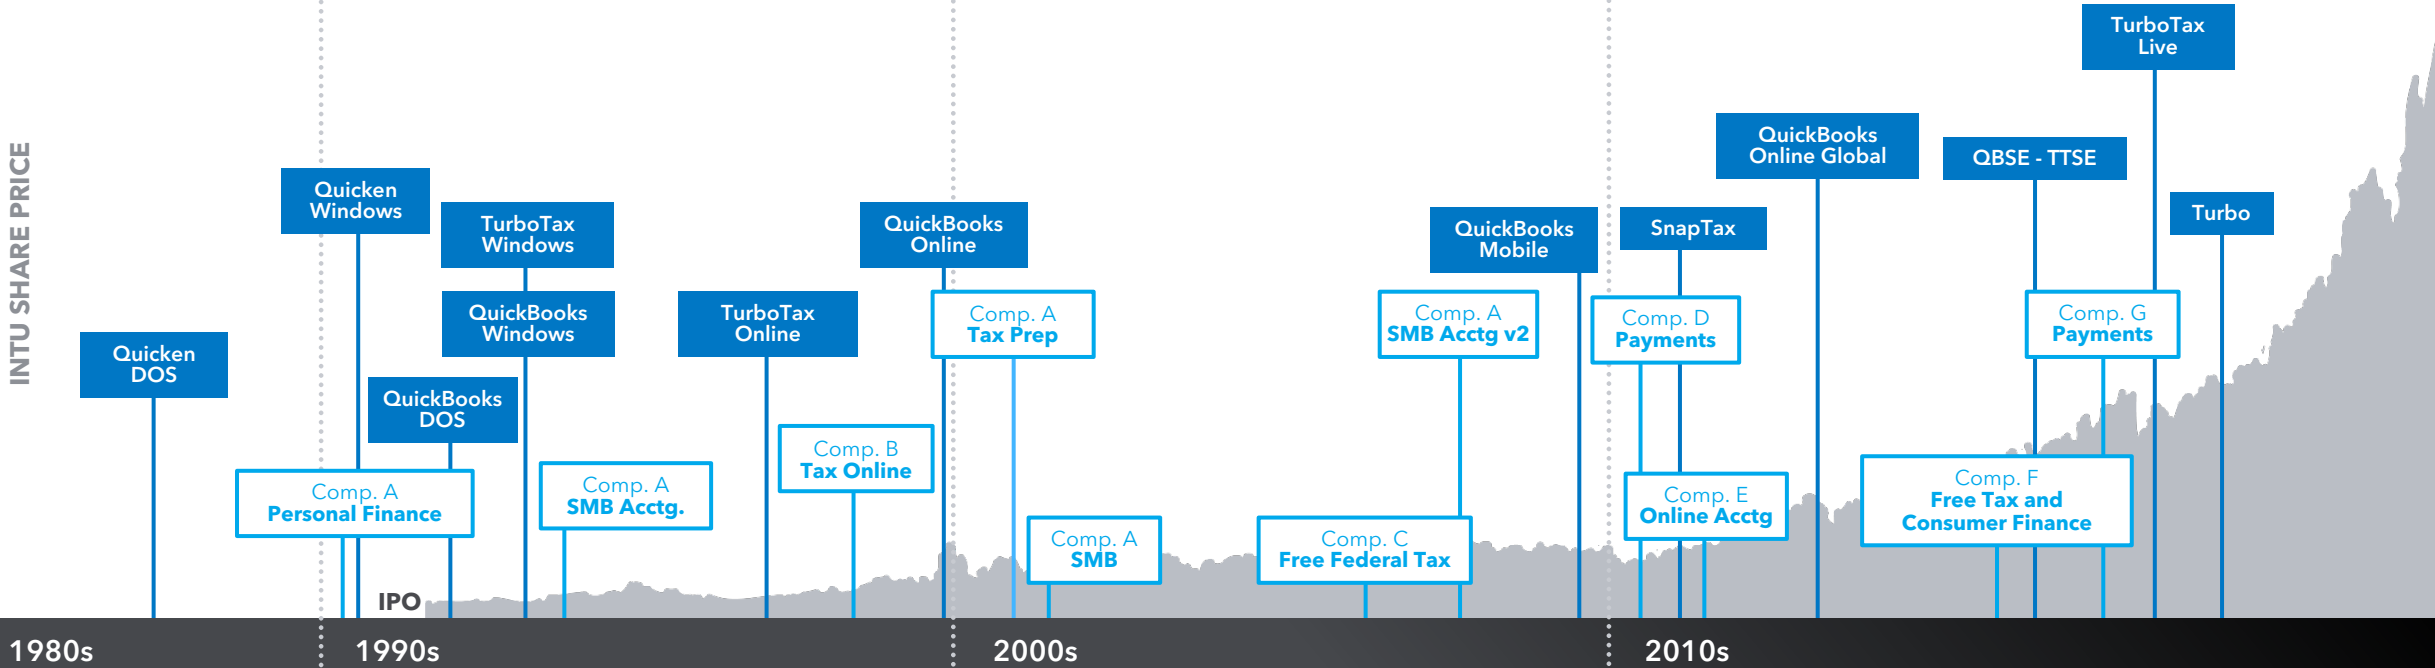 INTU SHARE PRICE
Quicken
DOS
Quicken
Windows
Comp. A
Personal Finance
QuickBooks
DOS
IPO
TurboTax
Windows
QuickBooks
Windows
Comp. A
SMB Acctg.
TurboTax
Online
Comp. B
Tax Online
QuickBooks
Online
Comp. A
Tax Prep
Comp. A
SMB
Comp. C
Free Federal Tax
Comp. A
SMB Acctg v2
QuickBooks
Mobile
Comp. D
Payments
SnapTax
Comp. E
Online Acctg
QuickBooks
Online Global
Comp. F
Free Tax and
Consumer Finance
QBSE - TTSE
Comp. G
Payments
TurboTax
Live
Turbo
1980s
1990s
2000s
2010s